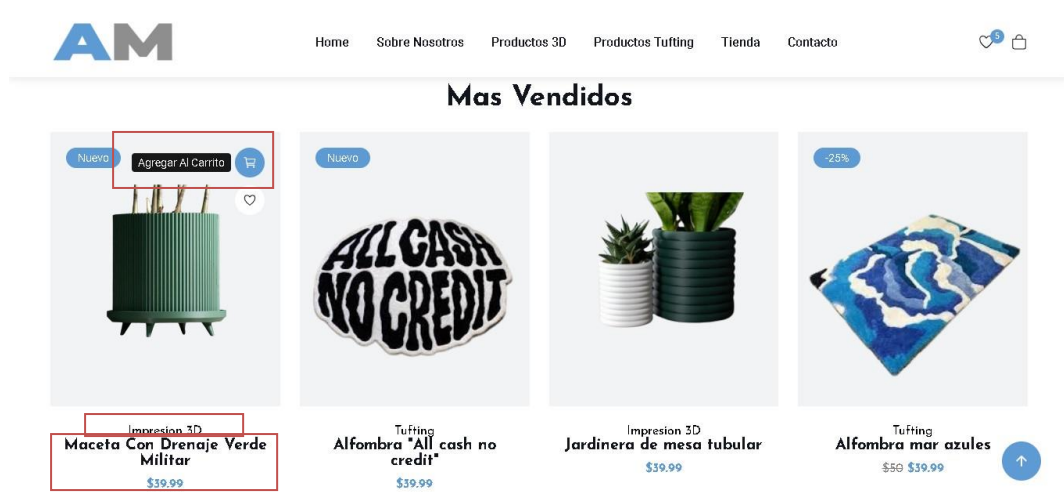 AM
Home Sobre Nosotros Productos 3D Productos Tufting Tienda Contacto
5
Mas Vendidos
Nuevo
Agregar Al Carrito
Nuevo
-25%
ALL CASH
NO CREDIT
Impresion 3D
Maceta Con Drenaje Verde
Militar
$39.99
Tufting
Alfombra "All cash no
credit"
$39.99
Impresion 3D
Jardinera de mesa tubular
$39.99
Tufting
Alfombra mar azules
$50 $39.99